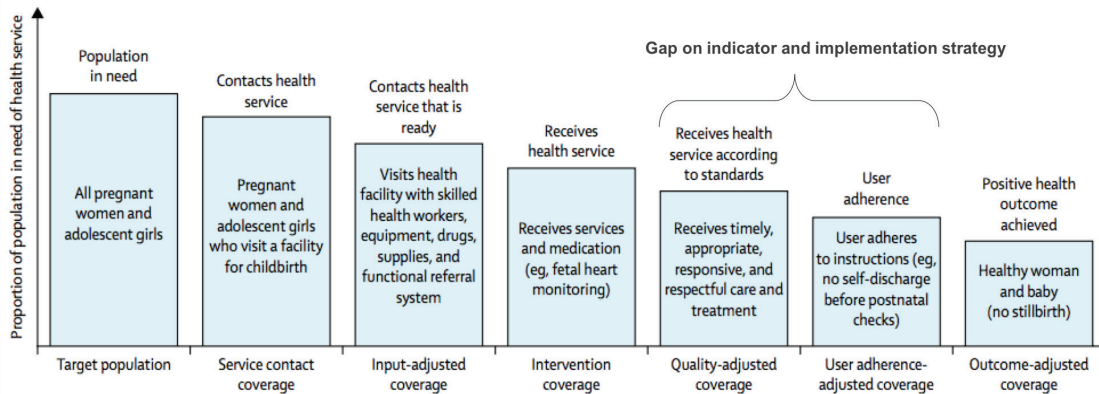 Proportion of population in need of health service
Gap on indicator and implementation strategy
Population
in need
All pregnant
women and
adolescent girls
Target population
Contacts health
service
Pregnant
women and
adolescent girls
who visit a facility
for childbirth
Service contact
coverage
Contacts health
service that is
ready
Visits health
facility with skilled
health workers,
equipment, drugs,
supplies, and
functional referral
system
Input-adjusted
coverage
Receives
health service
Receives services
and medication
(eg, fetal heart
monitoring)
Intervention
coverage
Receives health
service according
to standards
Receives timely,
appropriate,
responsive, and
respectful care and
treatment
Quality-adjusted
coverage
User
adherence
User adheres
to instructions (eg,
no self-discharge
before postnatal
checks)
User adherence-
adjusted coverage
Positive health
outcome
achieved
Healthy woman
and baby
(no stillbirth)
Outcome-adjusted
coverage